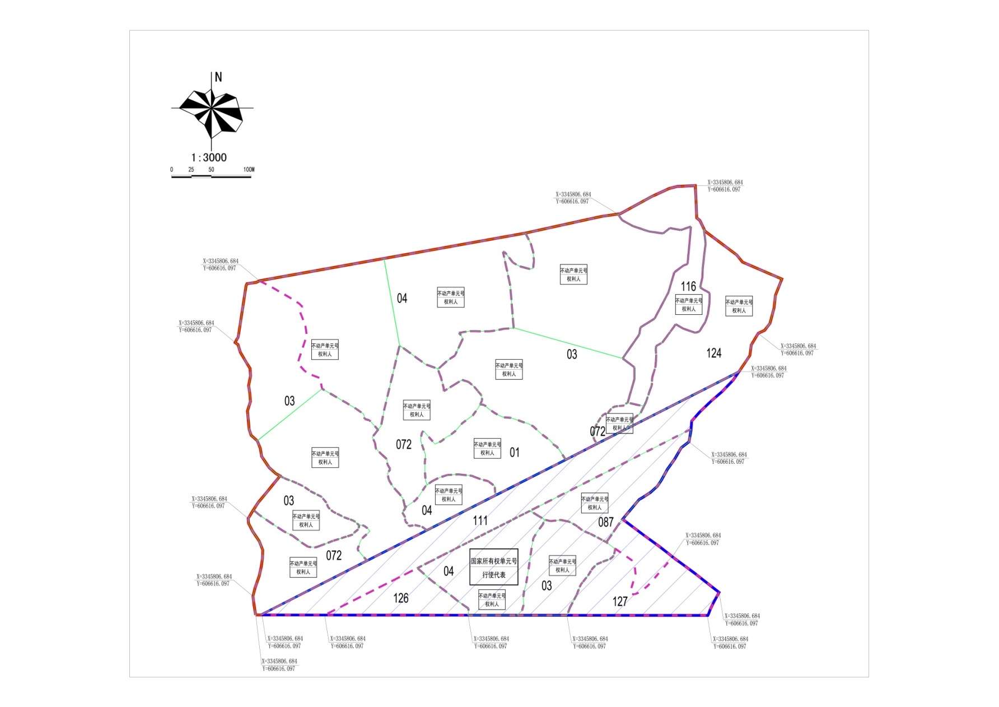 N
1:3000
0 25 50 100M
X=3345806.684
Y=606616.097
X=3345806.684
Y=606616.097
X=3345806.684
Y=606616.097
不动产单元号
权利人
04
不动产单元号
权利人
116
不动产单元号
权利人
不动产单元号
权利人
X=3345806.684
Y=606616.097
不动产单元号
权利人
03
124
X=3345806.684
Y=606616.097
不动产单元号
权利人
X=3345806.684
Y=606616.097
03
不动产单元号
权利人
不动产单元号
权利人
072
072
不动产单元号
权利人
01
不动产单元号
权利人
X=3345806.684
Y=606616.097
X=3345806.684
Y=606616.097
03
不动产单元号
权利人
不动产单元号
权利人
04
不动产单元号
权利人
111
087
X=3345806.684
Y=606616.097
072
不动产单元号
权利人
国家所有权单元号
行使代表
04
不动产单元号
权利人
03
X=3345806.684
Y=606616.097
126
不动产单元号
权利人
127
X=3345806.684
Y=606616.097
X=3345806.684
Y=606616.097
X=3345806.684
Y=606616.097
X=3345806.684
Y=606616.097
X=3345806.684
Y=606616.097
X=3345806.684
Y=606616.097
X=3345806.684
Y=606616.097